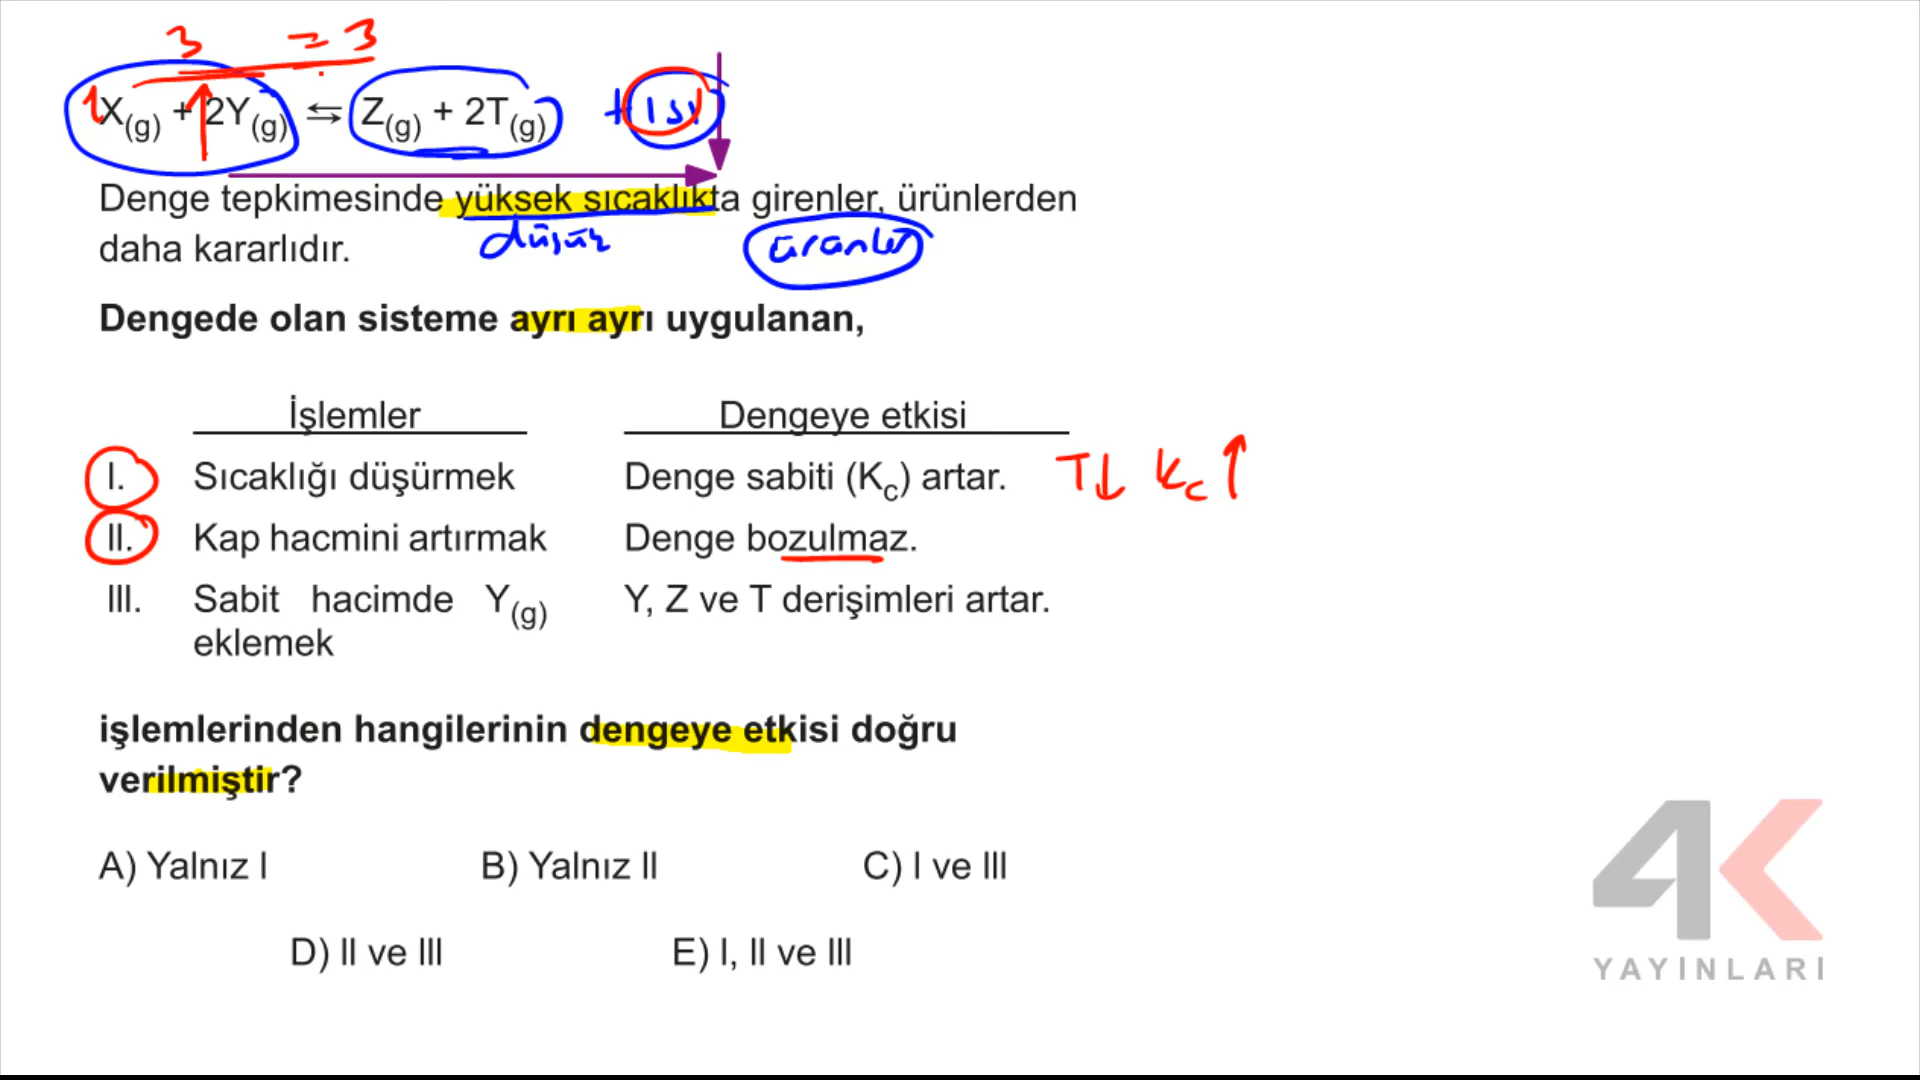 3 = 3
1X(g) + 2Y(g) ⇆ Z(g) + 2T(g) + ısı
Denge tepkimesinde yüksek sıcaklıkta girenler, ürünlerden
düşük ürünler
daha kararlıdır.
Dengede olan sisteme ayrı ayrı uygulanan,
İşlemler Dengeye etkisi
I. Sıcaklığı düşürmek Denge sabiti (Kc) artar. T↓ Kc↑
II. Kap hacmini artırmak Denge bozulmaz.
III. Sabit hacimde Y(g) Y, Z ve T derişimleri artar.
eklemek
işlemlerinden hangilerinin dengeye etkisi doğru
verilmiştir?
A) Yalnız I B) Yalnız II C) I ve III
D) II ve III E) I, II ve III
4K
YAYINLARI